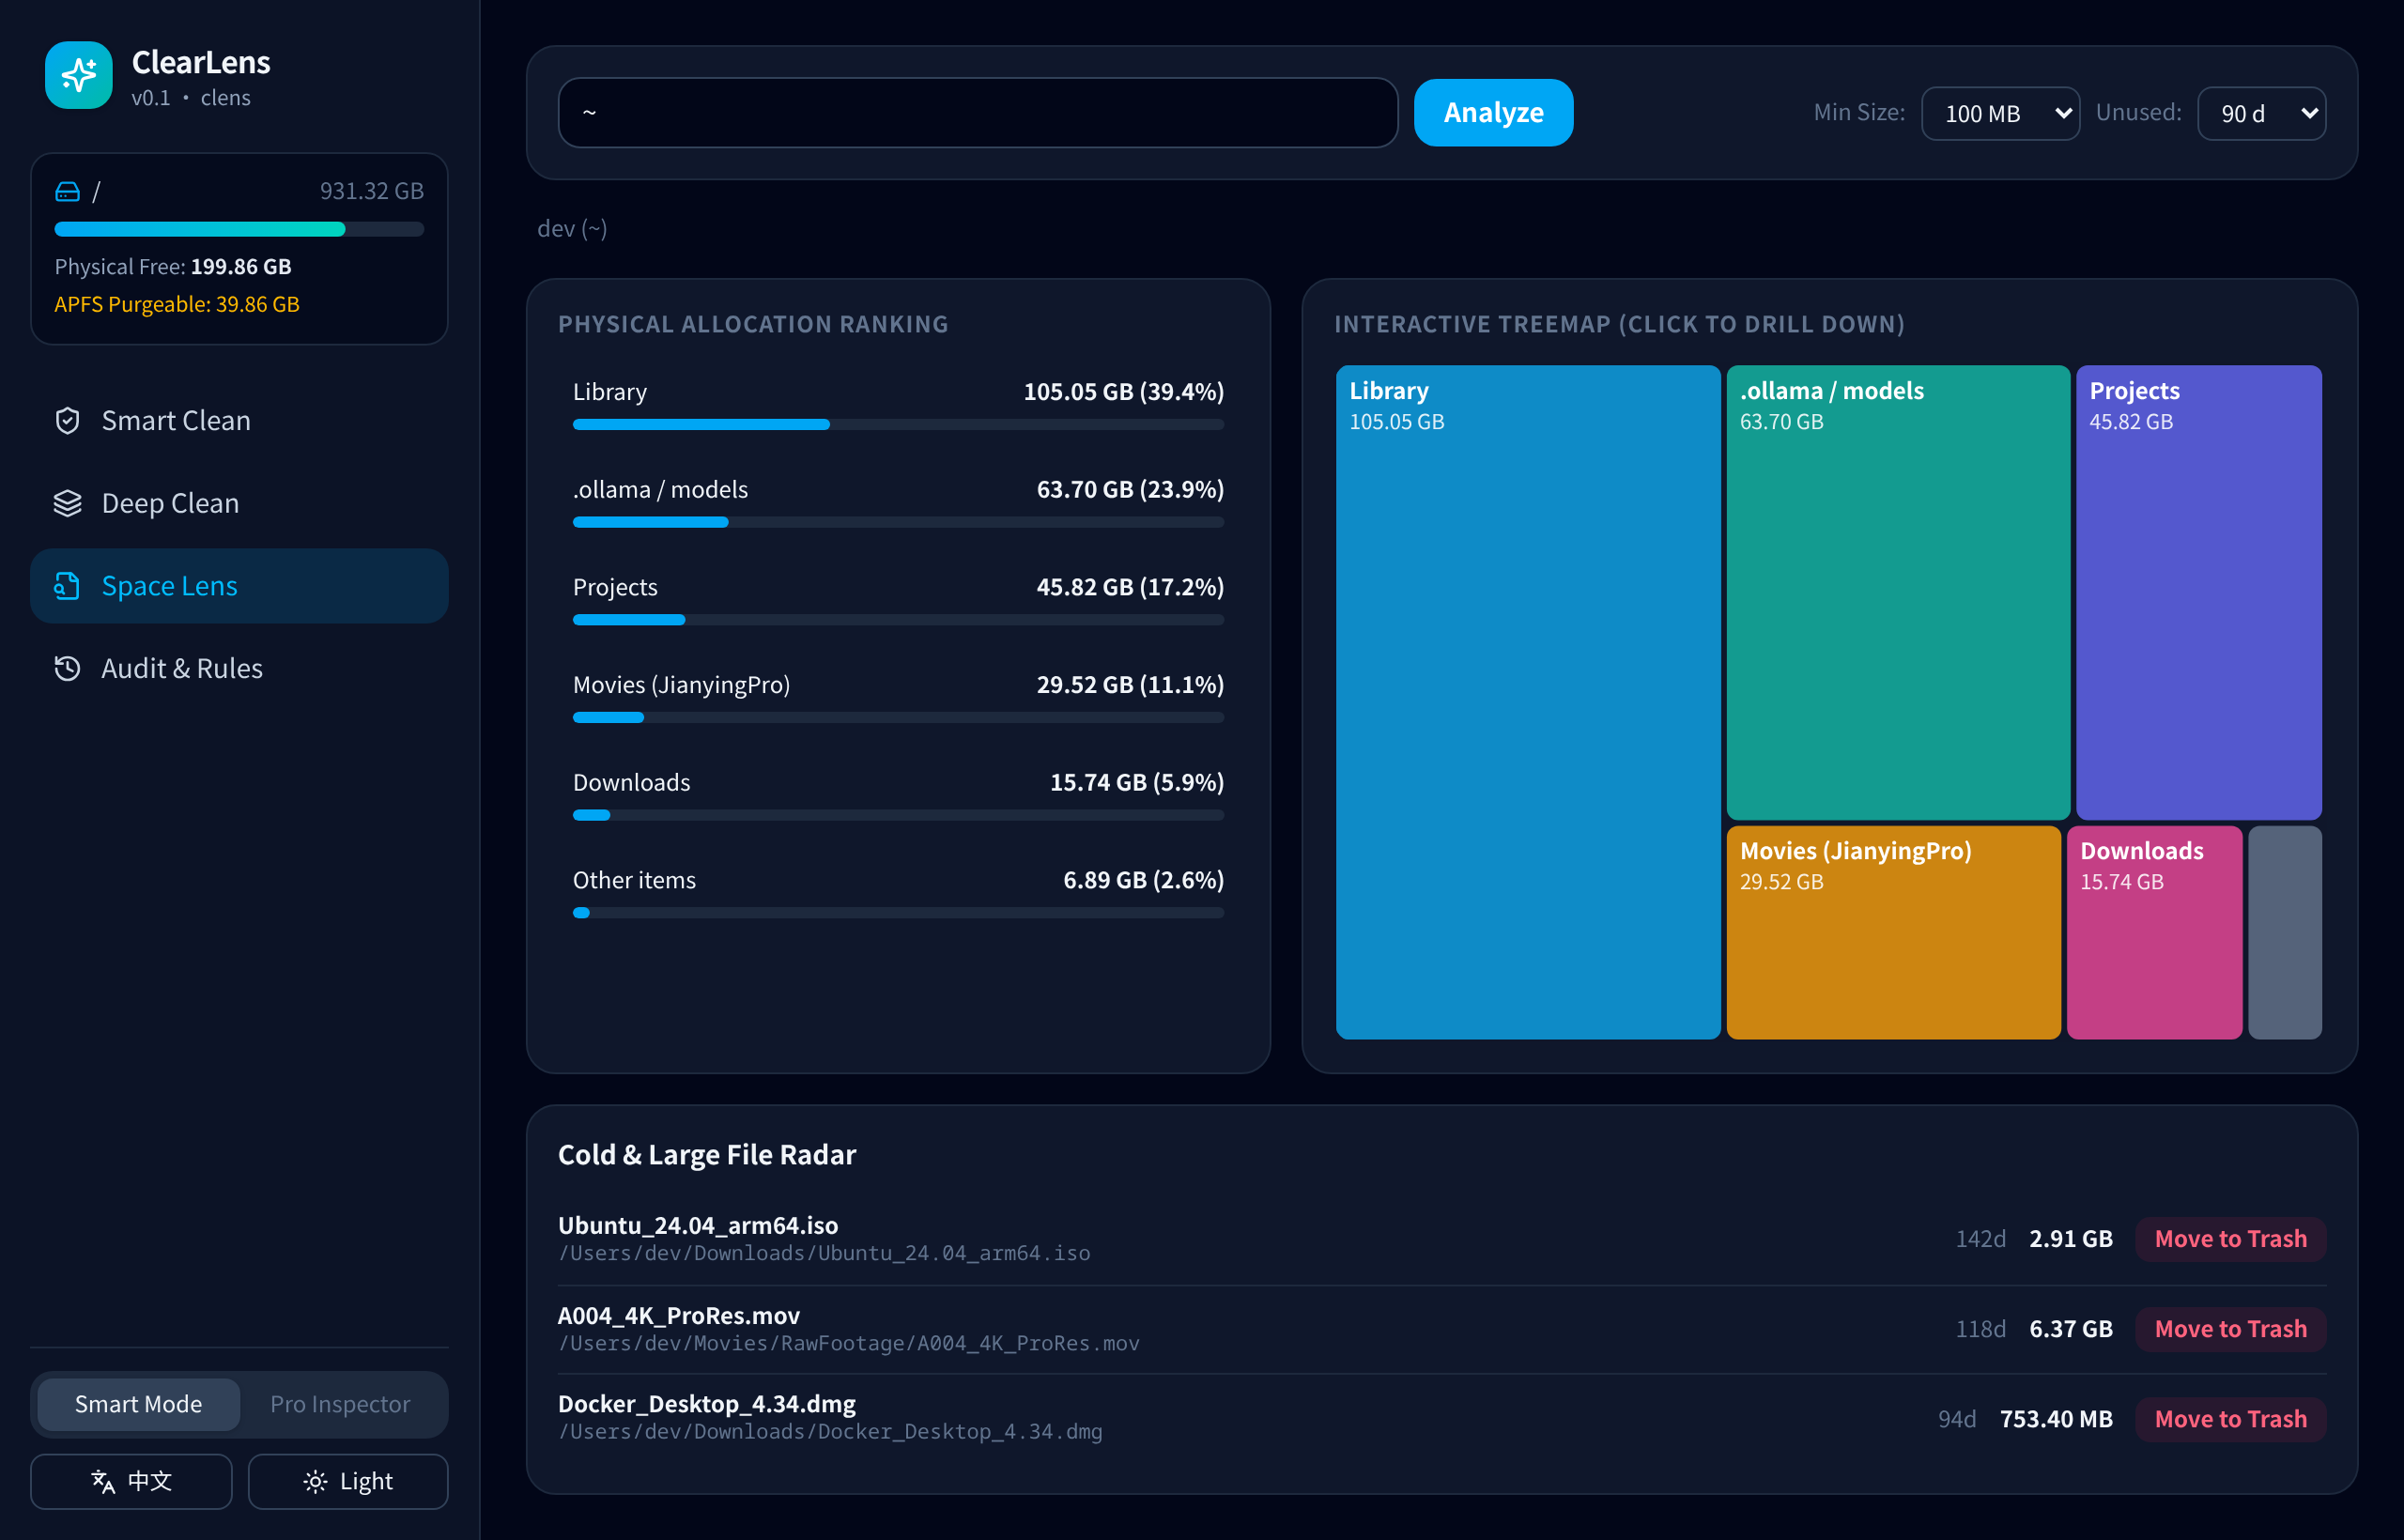 ClearLens
v0.1 • clens
/ 931.32 GB
Physical Free: 199.86 GB
APFS Purgeable: 39.86 GB
Smart Clean
Deep Clean
Space Lens
Audit & Rules
Smart Mode Pro Inspector
中文 Light
~ Analyze Min Size: 100 MB Unused: 90 d
dev (~)
PHYSICAL ALLOCATION RANKING
Library 105.05 GB (39.4%)
.ollama / models 63.70 GB (23.9%)
Projects 45.82 GB (17.2%)
Movies (JianyingPro) 29.52 GB (11.1%)
Downloads 15.74 GB (5.9%)
Other items 6.89 GB (2.6%)
INTERACTIVE TREEMAP (CLICK TO DRILL DOWN)
Library
105.05 GB
.ollama / models
63.70 GB
Projects
45.82 GB
Movies (JianyingPro)
29.52 GB
Downloads
15.74 GB
Cold & Large File Radar
Ubuntu_24.04_arm64.iso
/Users/dev/Downloads/Ubuntu_24.04_arm64.iso
142d 2.91 GB Move to Trash
A004_4K_ProRes.mov
/Users/dev/Movies/RawFootage/A004_4K_ProRes.mov
118d 6.37 GB Move to Trash
Docker_Desktop_4.34.dmg
/Users/dev/Downloads/Docker_Desktop_4.34.dmg
94d 753.40 MB Move to Trash